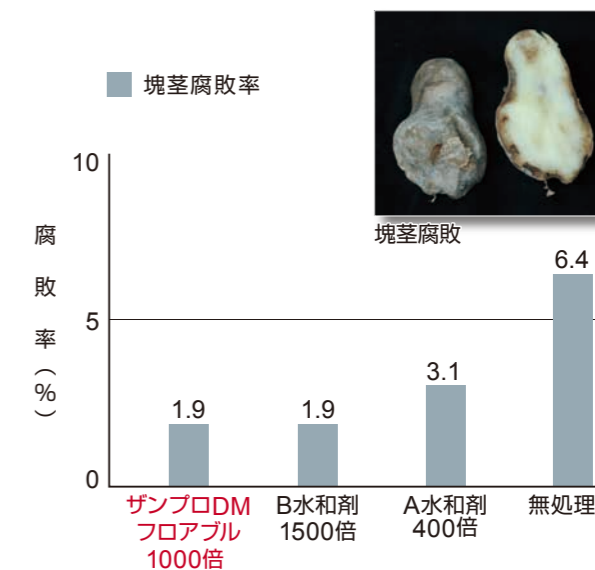 塊茎腐敗率
塊茎腐敗
腐敗率(%)
10
5
0
1.9
1.9
3.1
6.4
ザンプロDM
フロアブル
1000倍
B水和剤
1500倍
A水和剤
400倍
無処理